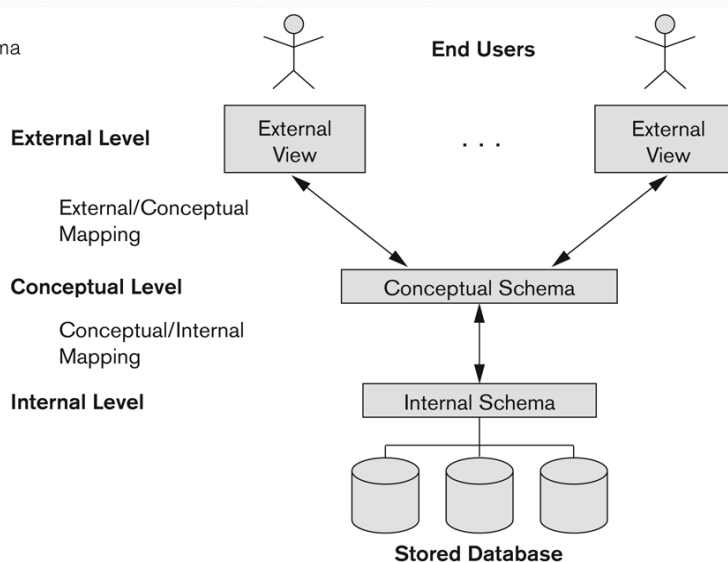 ma
End Users
External Level
External
View
. . .
External
View
External/Conceptual
Mapping
Conceptual Level
Conceptual Schema
Conceptual/Internal
Mapping
Internal Level
Internal Schema
Stored Database